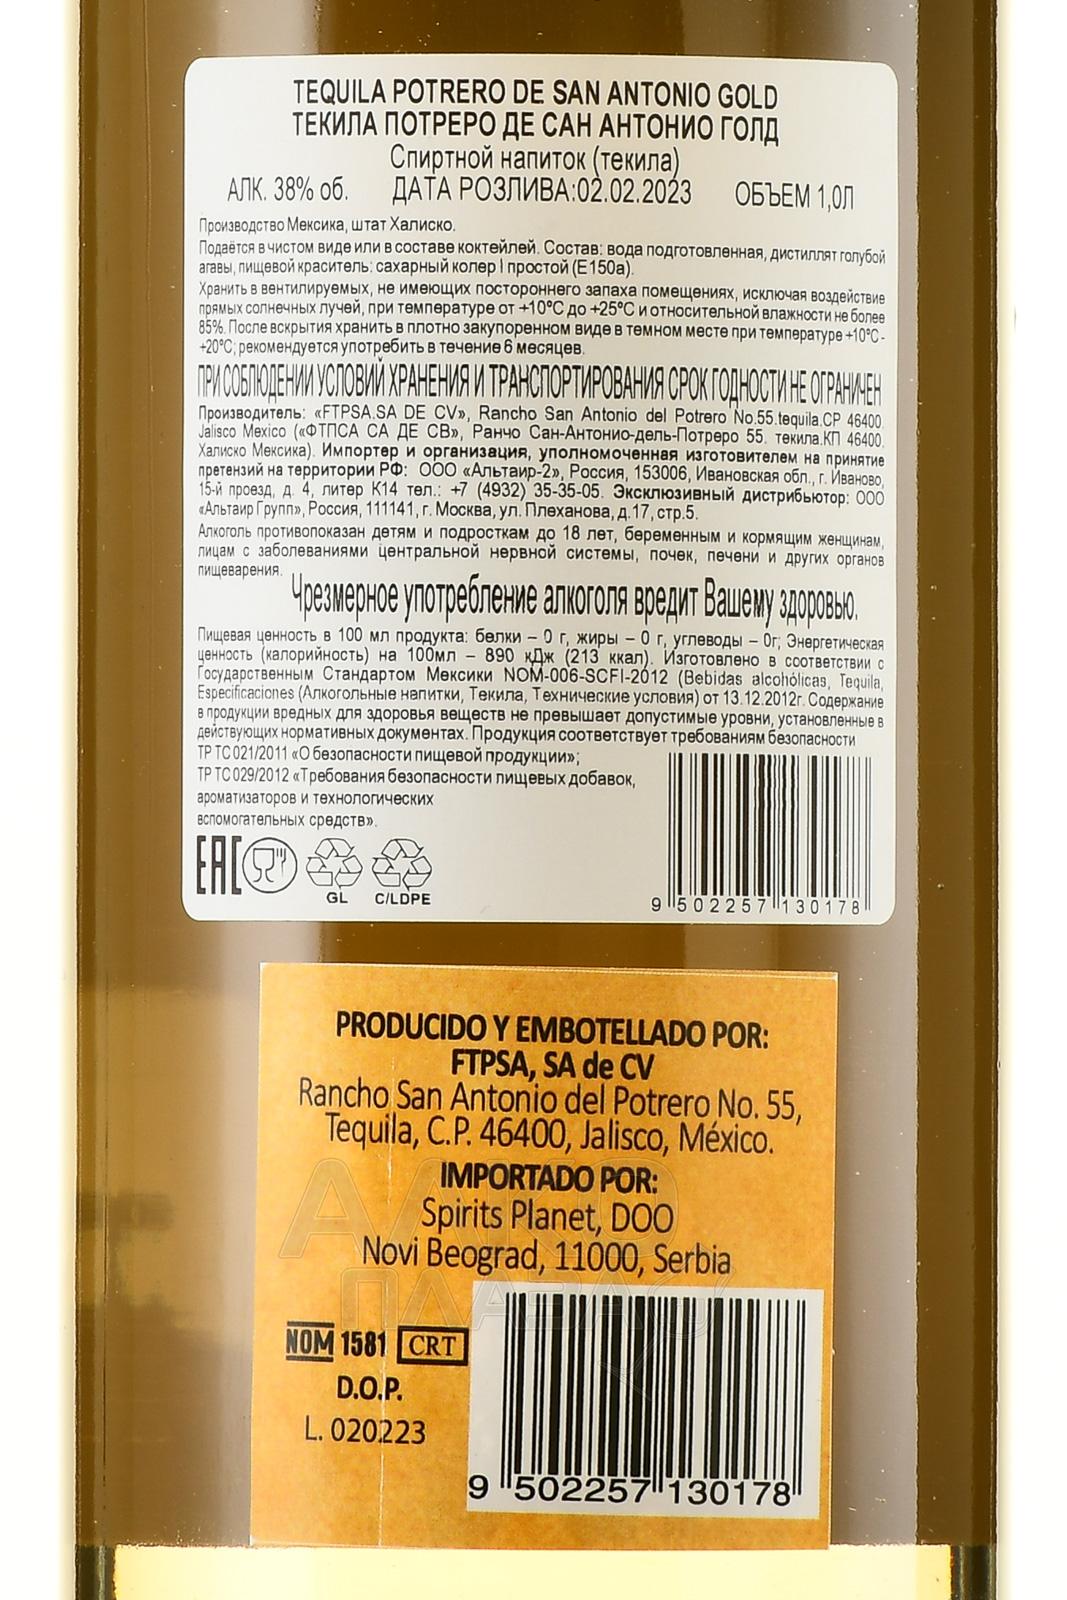 TEQUILA POTRERO DE SAN ANTONIO GOLD
ТЕКИЛА ПОТРЕРО ДЕ САН АНТОНИО ГОЛД
Спиртной напиток (текила)
АЛК. 38% об. ДАТА РОЗЛИВА:02.02.2023 ОБЪЕМ 1,0Л
Производство Мексика, штат Халиско.
Подаётся в чистом виде или в составе коктейлей. Состав: вода подготовленная, дистиллят голубой
агавы, пищевой краситель: сахарный колер I простой (Е150а).
Хранить в вентилируемых, не имеющих постороннего запаха помещениях, исключая воздействие
прямых солнечных лучей, при температуре от +10°С до +25°С и относительной влажности не более
85%. После вскрытия хранить в плотно закупоренном виде в темном месте при температуре +10°С-
+20°С; рекомендуется употребить в течение 6 месяцев.
ПРИ СОБЛЮДЕНИИ УСЛОВИЙ ХРАНЕНИЯ И ТРАНСПОРТИРОВАНИЯ СРОК ГОДНОСТИ НЕ ОГРАНИЧЕН
Производитель: «FTPSA.SA DE CV», Rancho San Antonio del Potrero No.55.tequila.CP 46400.
Jalisco Mexico («ФТПСА СА ДЕ СВ», Ранчо Сан-Антонио-дель-Потреро 55. текила.КП 46400.
Халиско Мексика). Импортер и организация, уполномоченная изготовителем на принятие
претензий на территории РФ: ООО «Альтаир-2», Россия, 153006, Ивановская обл., г. Иваново,
15-й проезд, д. 4, литер К14 тел.: +7 (4932) 35-35-05. Эксклюзивный дистрибьютор: ООО
«Альтаир Групп», Россия, 111141, г. Москва, ул. Плеханова, д.17, стр.5.
Алкоголь противопоказан детям и подросткам до 18 лет, беременным и кормящим женщинам,
лицам с заболеваниями центральной нервной системы, почек, печени и других органов
пищеварения.
Чрезмерное употребление алкоголя вредит Вашему здоровью.
Пищевая ценность в 100 мл продукта: белки – 0 г, жиры – 0 г, углеводы – 0г; Энергетическая
ценность (калорийность) на 100мл – 890 кДж (213 ккал). Изготовлено в соответствии с
Государственным Стандартом Мексики NOM-006-SCFI-2012 (Bebidas alcohólicas, Tequila,
Especificaciones (Алкогольные напитки, Текила, Технические условия) от 13.12.2012г. Содержание
в продукции вредных для здоровья веществ не превышает допустимые уровни, установленные в
действующих нормативных документах. Продукция соответствует требованиям безопасности
ТР ТС 021/2011 «О безопасности пищевой продукции»;
ТР ТС 029/2012 «Требования безопасности пищевых добавок,
ароматизаторов и технологических
вспомогательных средств».
EAC
GL C/LDPE
9 502257 130178
PRODUCIDO Y EMBOTELLADO POR:
FTPSA, SA de CV
Rancho San Antonio del Potrero No. 55,
Tequila, C.P. 46400, Jalisco, México.
IMPORTADO POR:
Spirits Planet, DOO
Novi Beograd, 11000, Serbia
АЛКО
ПЛАЗА
NOM 1581 CRT
D.O.P.
L. 020223
9 502257 130178